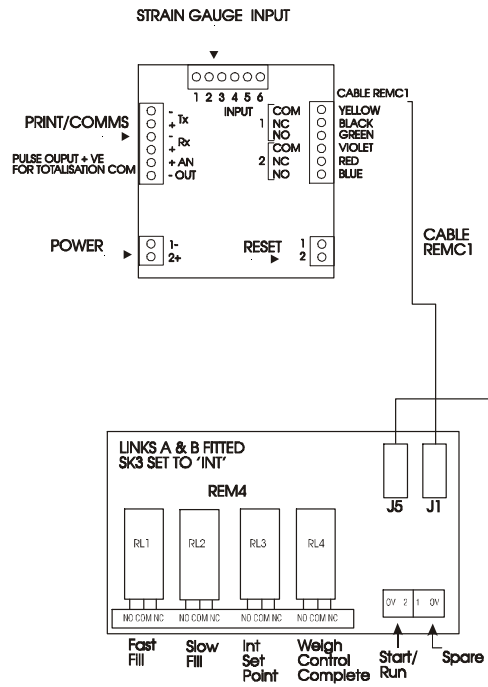 STRAIN GAUGE INPUT
1 2 3 4 5 6
INPUT
CABLE REMC1
PRINT/COMMS
- Tx
+
- Rx
+
+ AN
- OUT
PULSE OUPUT + VE
FOR TOTALISATION COM
1
COM
NC
NO
2
COM
NC
NO
YELLOW
BLACK
GREEN
VIOLET
RED
BLUE
POWER
1-
2+
RESET
1
2
CABLE
REMC1
LINKS A & B FITTED
SK3 SET TO 'INT'
REM4
J5
J1
RL1
RL2
RL3
RL4
NO COM NC
NO COM NC
NO COM NC
NO COM NC
0V 2 1 0V
Fast
Fill
Slow
Fill
Int
Set
Point
Weigh
Control
Complete
Start/
Run
Spare